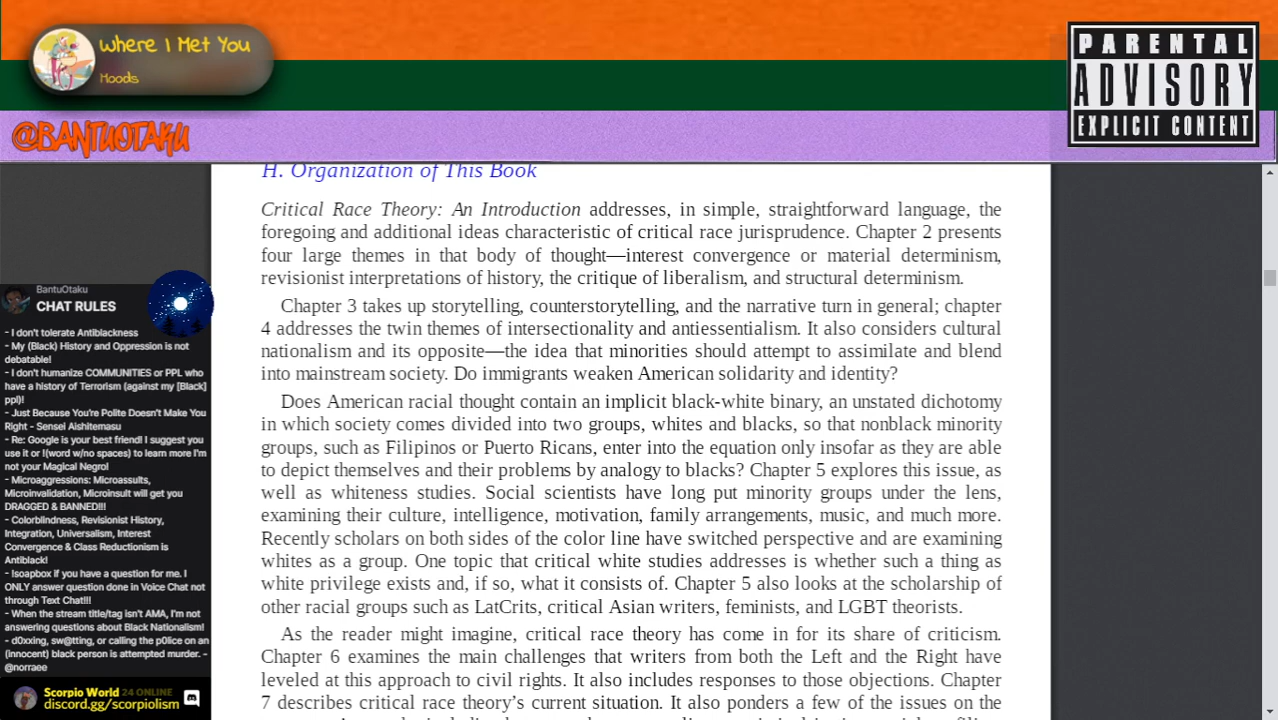 Where I Met You
Hoods
PARENTAL
ADVISORY
EXPLICIT CONTENT
@BANTUOTAKU
BantuOtaku
CHAT RULES
- I don't tolerate Antiblackness
- My (Black) History and Oppression is not
debatable!
- I don't humanize COMMUNITIES or PPL who
have a history of Terrorism (against my [Black]
ppl)!
- Just Because You're Polite Doesn't Make You
Right - Sensei Aishitemasu
- Re: Google is your best friend! I suggest you
use it or !(word w/no spaces) to learn more I'm
not your Magical Negro!
- Microaggressions: Microassults,
Microinvalidation, Microinsult will get you
DRAGGED & BANNED!!!
- Colorblindness, Revisionist History,
Integration, Universalism, Interest
Convergence & Class Reductionism is
Antiblack!
- !soapbox if you have a question for me. I
ONLY answer question done in Voice Chat not
through Text Chat!!!
- When the stream title/tag isn't AMA, I'm not
answering questions about Black Nationalism!
- d0xxing, sw@tting, or calling the p0lice on an
(innocent) black person is attempted murder. -
@norraee
Scorpio World 24 ONLINE
discord.gg/scorpiolism
H. Organization of This Book
Critical Race Theory: An Introduction addresses, in simple, straightforward language, the
foregoing and additional ideas characteristic of critical race jurisprudence. Chapter 2 presents
four large themes in that body of thought—interest convergence or material determinism,
revisionist interpretations of history, the critique of liberalism, and structural determinism.
Chapter 3 takes up storytelling, counterstorytelling, and the narrative turn in general; chapter
4 addresses the twin themes of intersectionality and antiessentialism. It also considers cultural
nationalism and its opposite—the idea that minorities should attempt to assimilate and blend
into mainstream society. Do immigrants weaken American solidarity and identity?
Does American racial thought contain an implicit black-white binary, an unstated dichotomy
in which society comes divided into two groups, whites and blacks, so that nonblack minority
groups, such as Filipinos or Puerto Ricans, enter into the equation only insofar as they are able
to depict themselves and their problems by analogy to blacks? Chapter 5 explores this issue, as
well as whiteness studies. Social scientists have long put minority groups under the lens,
examining their culture, intelligence, motivation, family arrangements, music, and much more.
Recently scholars on both sides of the color line have switched perspective and are examining
whites as a group. One topic that critical white studies addresses is whether such a thing as
white privilege exists and, if so, what it consists of. Chapter 5 also looks at the scholarship of
other racial groups such as LatCrits, critical Asian writers, feminists, and LGBT theorists.
As the reader might imagine, critical race theory has come in for its share of criticism.
Chapter 6 examines the main challenges that writers from both the Left and the Right have
leveled at this approach to civil rights. It also includes responses to those objections. Chapter
7 describes critical race theory's current situation. It also ponders a few of the issues on the